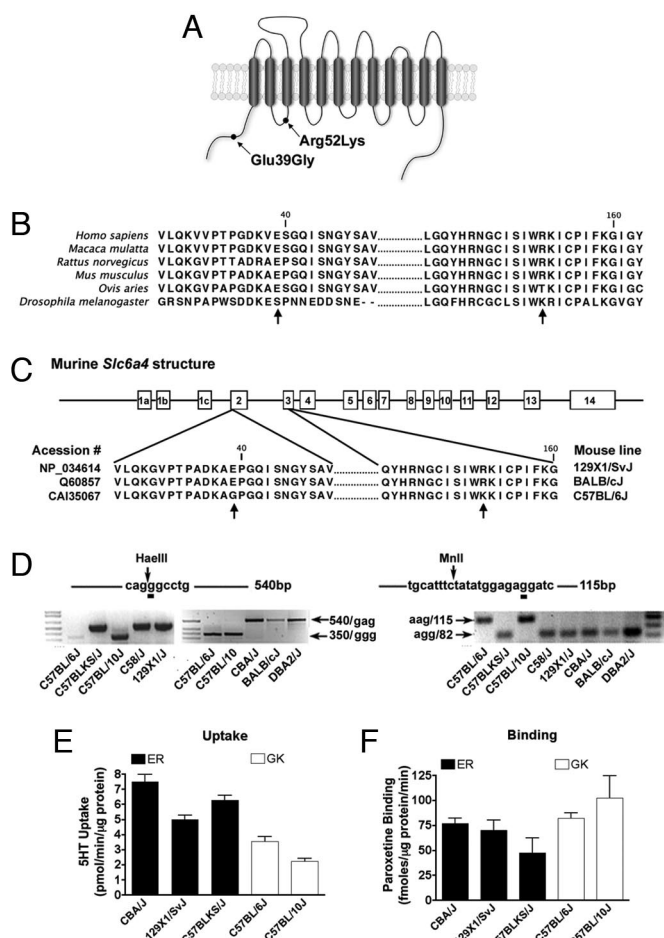 A
Arg52Lys
Glu39Gly
B
40 160
Homo sapiens VLQKVVPTPGDKVESGQISNGYSAV................LGQYHRNGCISIWRKICPIFKGIGY
Macaca mulatta VLQKVVPTPGDKVESGQISNGYSAV................LGQYHRNGCISIWRKICPIFKGIGY
Rattus norvegicus VLQKGVPTTADRAEPSQISNGYSAV................LGQYHRNGCISIWRKICPIFKGIGY
Mus musculus VLQKGVPTPADKAEPGQISNGYSAV................LGQYHRNGCISIWRKICPIFKGIGY
Ovis aries VLQKGVPAPGDKAESGQISNGYSAV................LGQYHRNGCISIWTKICPIFKGIGC
Drosophila melanogaster GRSNPAPWSDDKESPNNEDDSNE--................LGQFHRCGCLSIWKRICPALKGVGY
C
Murine Slc6a4 structure
1a 1b 1c 2 3 4 5 6 7 8 9 10 11 12 13 14
Acession # 40 160 Mouse line
NP_034614 VLQKGVPTPADKAEPGQISNGYSAV................QYHRNGCISIWRKICPIFKG 129X1/SvJ
Q60857 VLQKGVPTPADKAEPGQISNGYSAV................QYHRNGCISIWRKICPIFKG BALB/cJ
CAI35067 VLQKGVPTPADKAGPGQISNGYSAV................QYHRNGCISIWKKICPIFKG C57BL/6J
D
HaeIII
cagggcctg 540bp
MnlI
tgcatttctatatggagaggatc 115bp
540/gag
350/ggg
aag/115
agg/82
C57BL/6J
C57BLKS/J
C57BL/10J
C58/J
129X1/J
C57BL/6J
C57BL/10
CBA/J
BALB/cJ
DBA2/J
C57BL/6J
C57BLKS/J
C57BL/10J
C58/J
129X1/J
CBA/J
BALB/cJ
DBA2/J
E
Uptake
ER GK
5HT Uptake
(pmol/min/μg protein)
8
7
6
5
4
3
2
1
0
CBA/J
129X1/SvJ
C57BLKS/J
C57BL/6J
C57BL/10J
F
Binding
ER GK
Paroxetine Binding
(fmoles/μg protein/min)
125
100
75
50
25
0
CBA/J
129X1/SvJ
C57BLKS/J
C57BL/6J
C57BL/10J